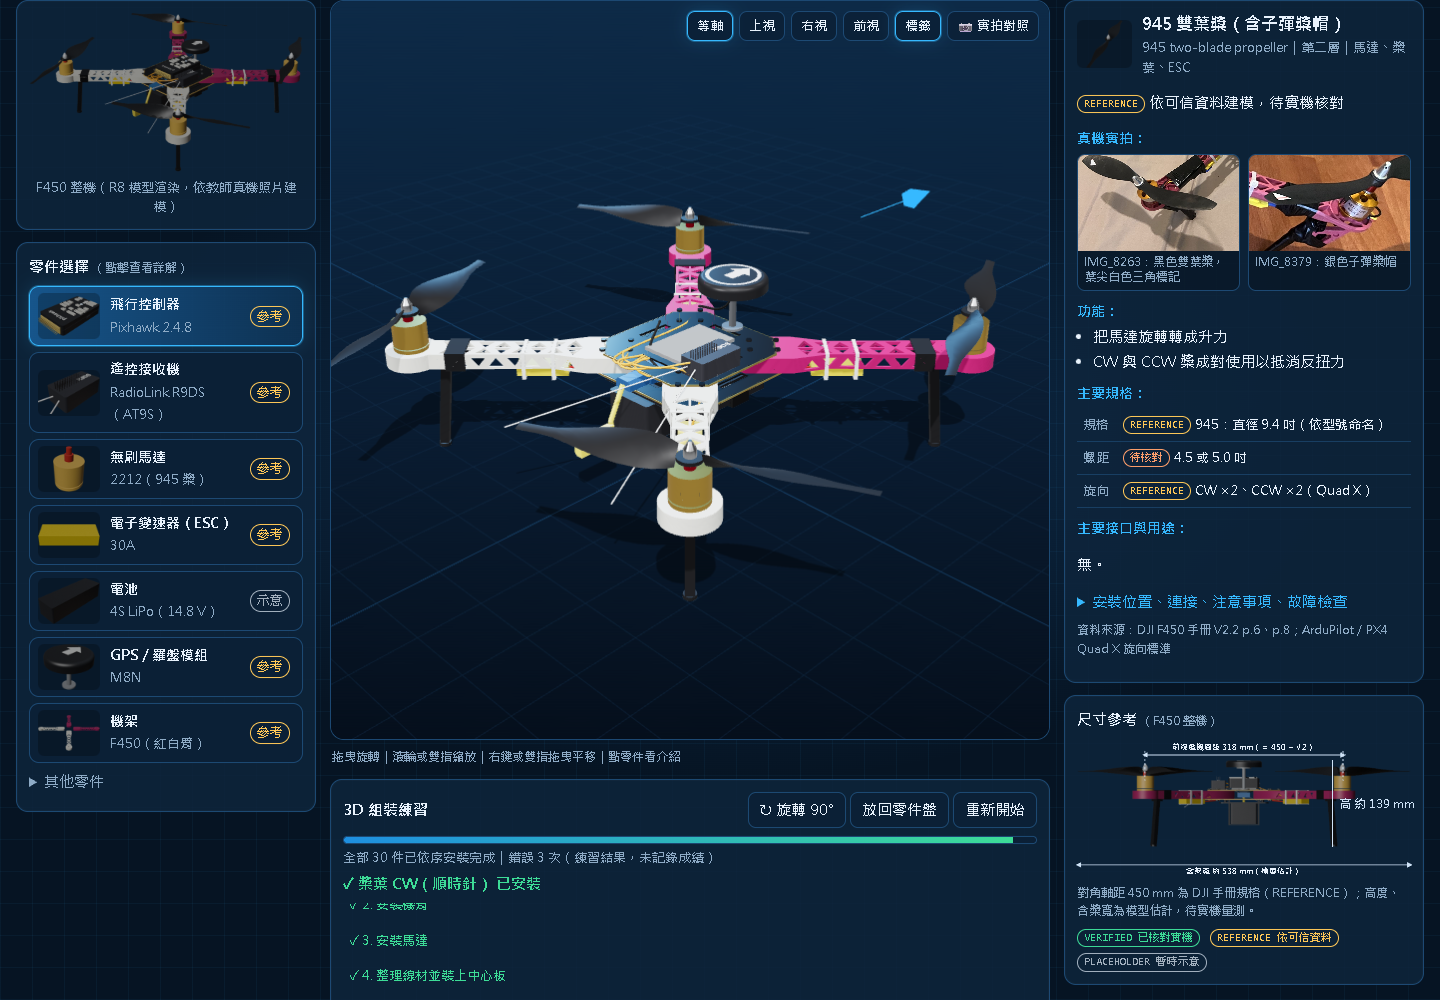 F450 整機（R8 模型渲染，依教師真機照片建
模）
零件選擇（點擊查看詳解）
飛行控制器
Pixhawk 2.4.8
參考
遙控接收機
RadioLink R9DS
（AT9S）
參考
無刷馬達
2212（945 槳）
參考
電子變速器（ESC）
30A
參考
電池
4S LiPo（14.8 V）
示意
GPS / 羅盤模組
M8N
參考
機架
F450（紅白臂）
參考
▶ 其他零件
等軸 上視 右視 前視 標籤 📷 實拍對照
拖曳旋轉｜滾輪或雙指縮放｜右鍵或雙指拖曳平移｜點零件看介紹
3D 組裝練習
↻ 旋轉 90° 放回零件盤 重新開始
全部 30 件已依序安裝完成｜錯誤 3 次（練習結果，未記錄成績）
✓ 槳葉 CW（順時針） 已安裝
✓ 2. 安裝機臂
✓ 3. 安裝馬達
✓ 4. 整理線材並裝上中心板
945 雙葉槳（含子彈槳帽）
945 two-blade propeller｜第二層｜馬達、槳
葉、ESC
REFERENCE 依可信資料建模，待實機核對
真機實拍：
IMG_8263：黑色雙葉槳，
葉尖白色三角標記
IMG_8379：銀色子彈槳帽
功能：
• 把馬達旋轉轉成升力
• CW 與 CCW 槳成對使用以抵消反扭力
主要規格：
規格 REFERENCE 945：直徑 9.4 吋（依型號命名）
螺距 待核對 4.5 或 5.0 吋
旋向 REFERENCE CW ×2、CCW ×2（Quad X）
主要接口與用途：
無。
▶ 安裝位置、連接、注意事項、故障檢查
資料來源：DJI F450 手冊 V2.2 p.6、p.8；ArduPilot / PX4
Quad X 旋向標準
尺寸參考（F450 整機）
318 mm（ = 450 ÷ √2 ）
高 約 139 mm
538 mm
對角軸距 450 mm 為 DJI 手冊規格（REFERENCE）；高度、
含槳寬為模型估計，待實機量測。
VERIFIED 已核對實機 REFERENCE 依可信資料
PLACEHOLDER 暫時示意